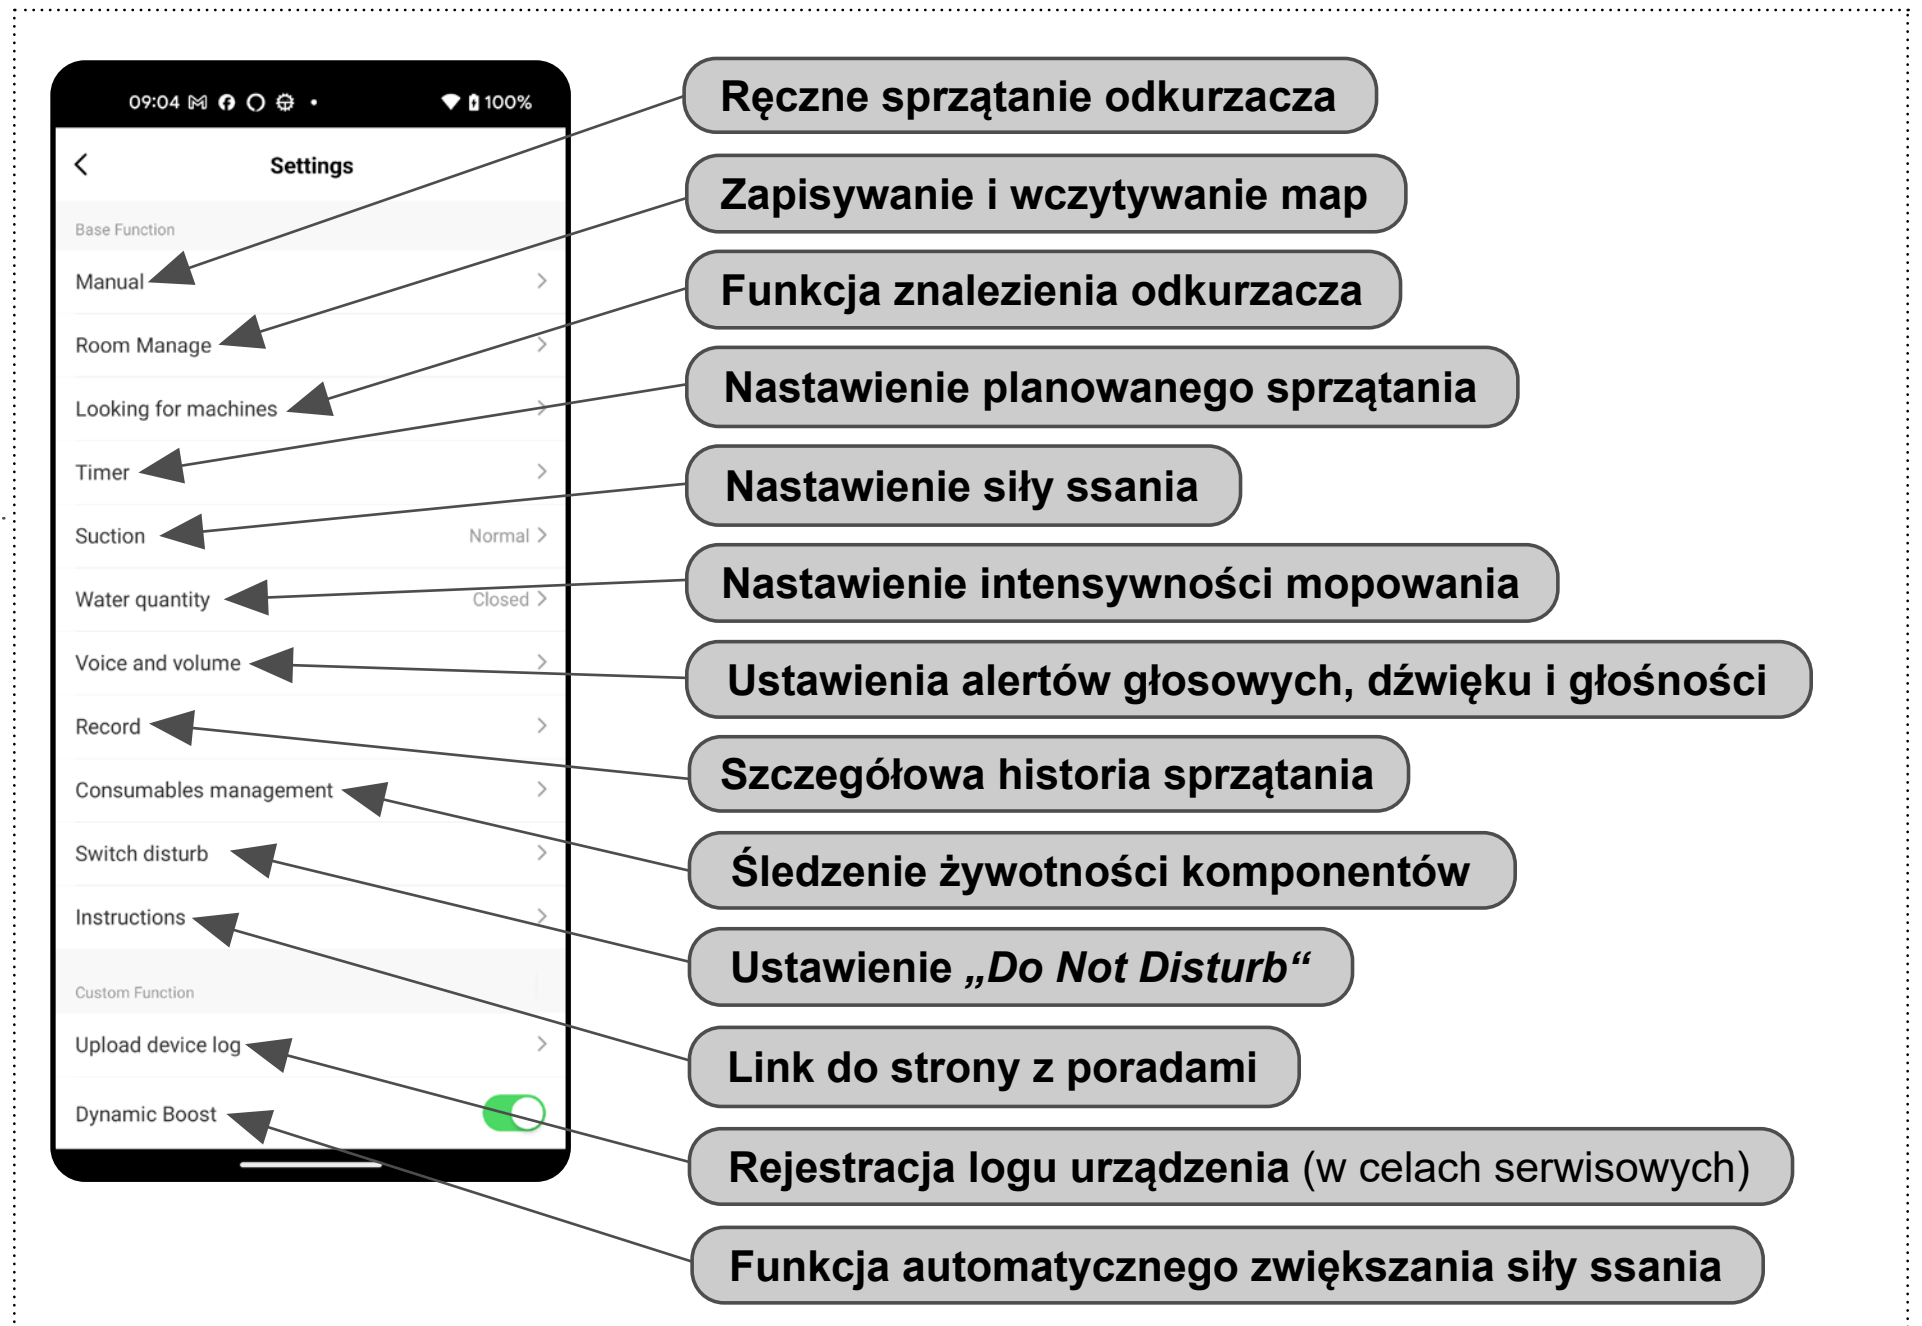 09:04
100%
Settings
Base Function
Manual
Room Manage
Looking for machines
Timer
Suction
Normal
Water quantity
Closed
Voice and volume
Record
Consumables management
Switch disturb
Instructions
Custom Function
Upload device log
Dynamic Boost
Ręczne sprzątanie odkurzacza
Zapisywanie i wczytywanie map
Funkcja znalezienia odkurzacza
Nastawienie planowanego sprzątania
Nastawienie siły ssania
Nastawienie intensywności mopowania
Ustawienia alertów głosowych, dźwięku i głośności
Szczegółowa historia sprzątania
Śledzenie żywotności komponentów
Ustawienie „Do Not Disturb“
Link do strony z poradami
Rejestracja logu urządzenia (w celach serwisowych)
Funkcja automatycznego zwiększania siły ssania